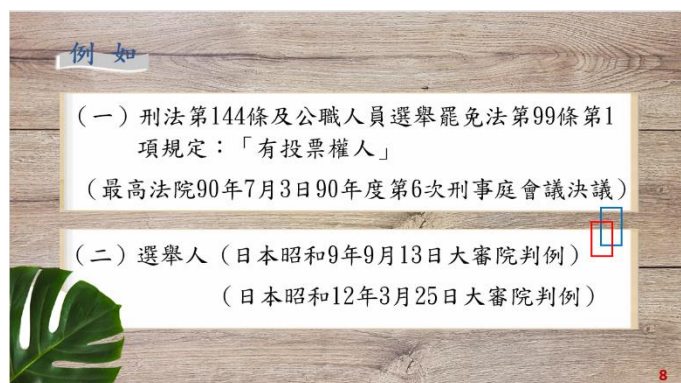 例 如
（一）刑法第144條及公職人員選舉罷免法第99條第1
項規定：「有投票權人」
（最高法院90年7月3日90年度第6次刑事庭會議決議）
（二）選舉人（日本昭和9年9月13日大審院判例）
（日本昭和12年3月25日大審院判例）
8